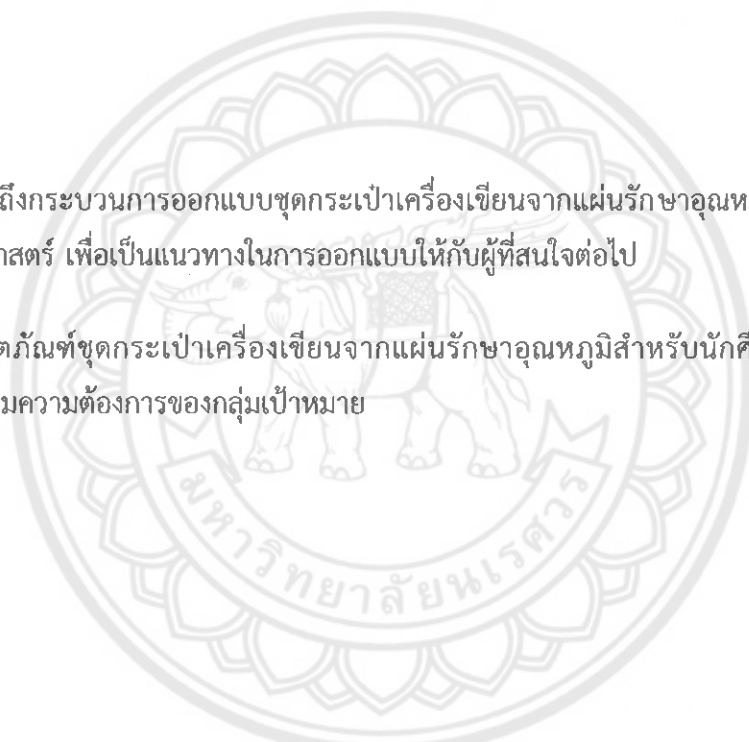 ถึงกระบวนการออกแบบชุดกระเป๋าเครื่องเขียนจากแผ่นรักษาอุณห
าสตร์ เพื่อเป็นแนวทางในการออกแบบให้กับผู้ที่สนใจต่อไป
ตภัณฑ์ชุดกระเป๋าเครื่องเขียนจากแผ่นรักษาอุณหภูมิสำหรับนักศึ
มความต้องการของกลุ่มเป้าหมาย
มหาวิทยาลัยนเรศวร